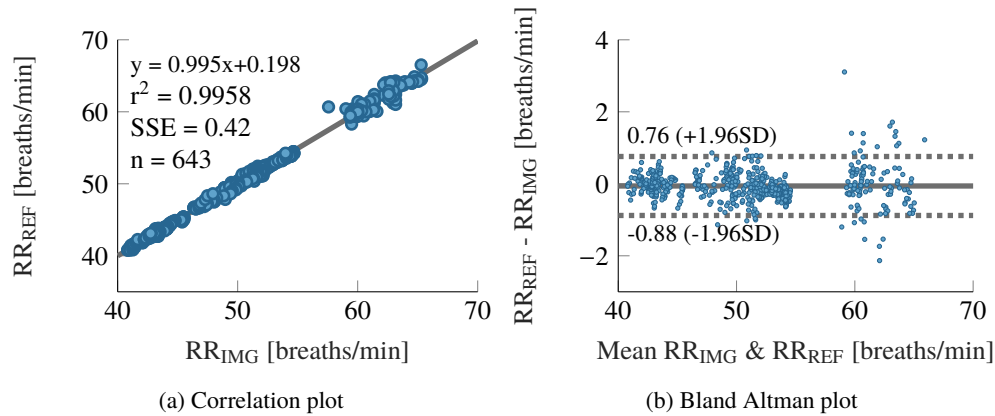 70
60
50
40
y = 0.995x+0.198
r² = 0.9958
SSE = 0.42
n = 643
40 50 60 70
RR_REF [breaths/min]
RR_IMG [breaths/min]
(a) Correlation plot
4
2
0
−2
0.76 (+1.96SD)
-0.88 (-1.96SD)
40 50 60 70
RR_REF - RR_IMG [breaths/min]
Mean RR_IMG & RR_REF [breaths/min]
(b) Bland Altman plot